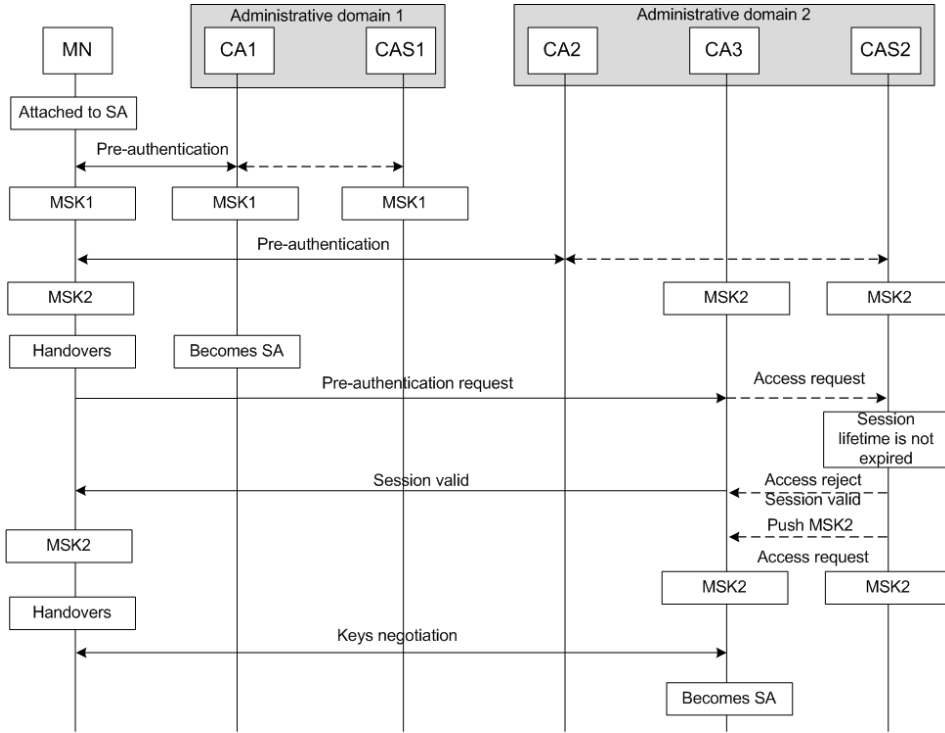 Administrative domain 1
Administrative domain 2
MN
CA1
CAS1
CA2
CA3
CAS2
Attached to SA
Pre-authentication
MSK1
MSK1
MSK1
Pre-authentication
MSK2
MSK2
MSK2
Handovers
Becomes SA
Pre-authentication request
Access request
Session
lifetime is not
expired
Session valid
Access reject
Session valid
Push MSK2
MSK2
Access request
MSK2
MSK2
Handovers
Keys negotiation
Becomes SA